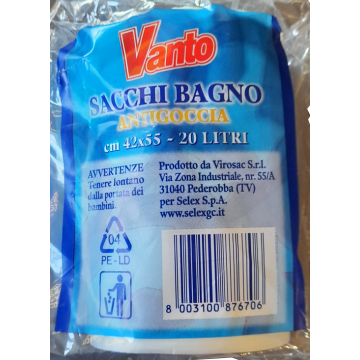 Vanto
SACCHI BAGNO
ANTIGOCCIA
cm 42x55 - 20 LITRI
AVVERTENZE
Tenere lontano
dalla portata dei
bambini.
Prodotto da Virosac S.r.l.
Via Zona Industriale, nr. 55/A
31040 Pederobba (TV)
per Selex S.p.A.
www.selexgc.it
04
PE-LD
8 003100 876706